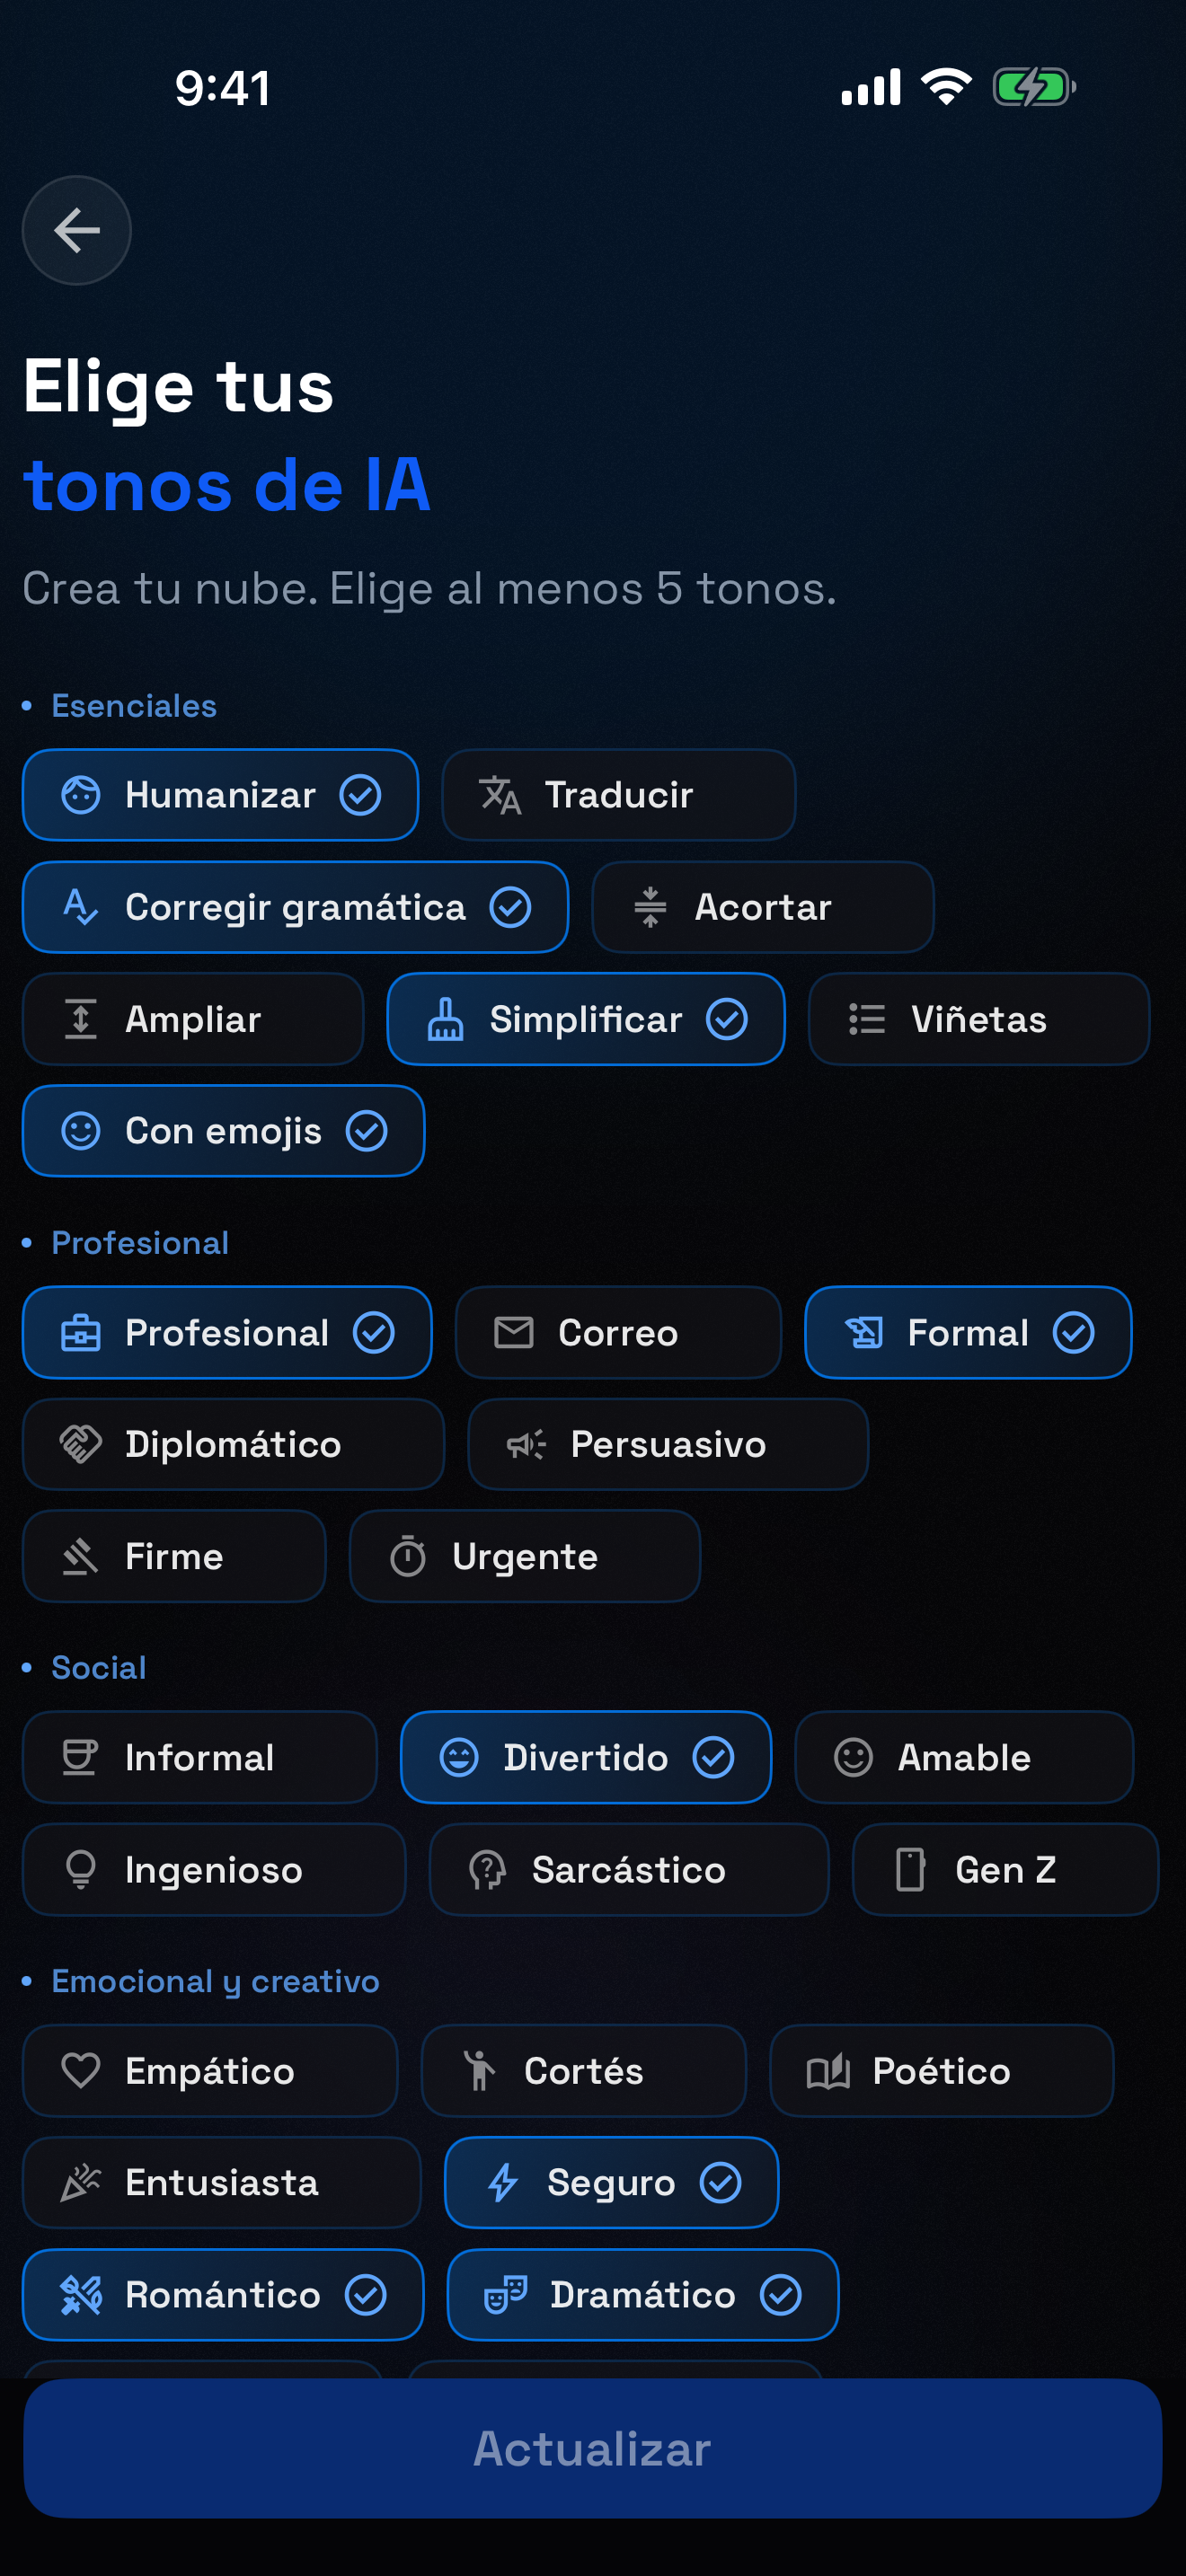 9:41
Elige tus
tonos de IA
Crea tu nube. Elige al menos 5 tonos.
• Esenciales
Humanizar Traducir
Corregir gramática Acortar
Ampliar Simplificar Viñetas
Con emojis
• Profesional
Profesional Correo Formal
Diplomático Persuasivo
Firme Urgente
• Social
Informal Divertido Amable
Ingenioso Sarcástico Gen Z
• Emocional y creativo
Empático Cortés Poético
Entusiasta Seguro
Romántico Dramático
Actualizar